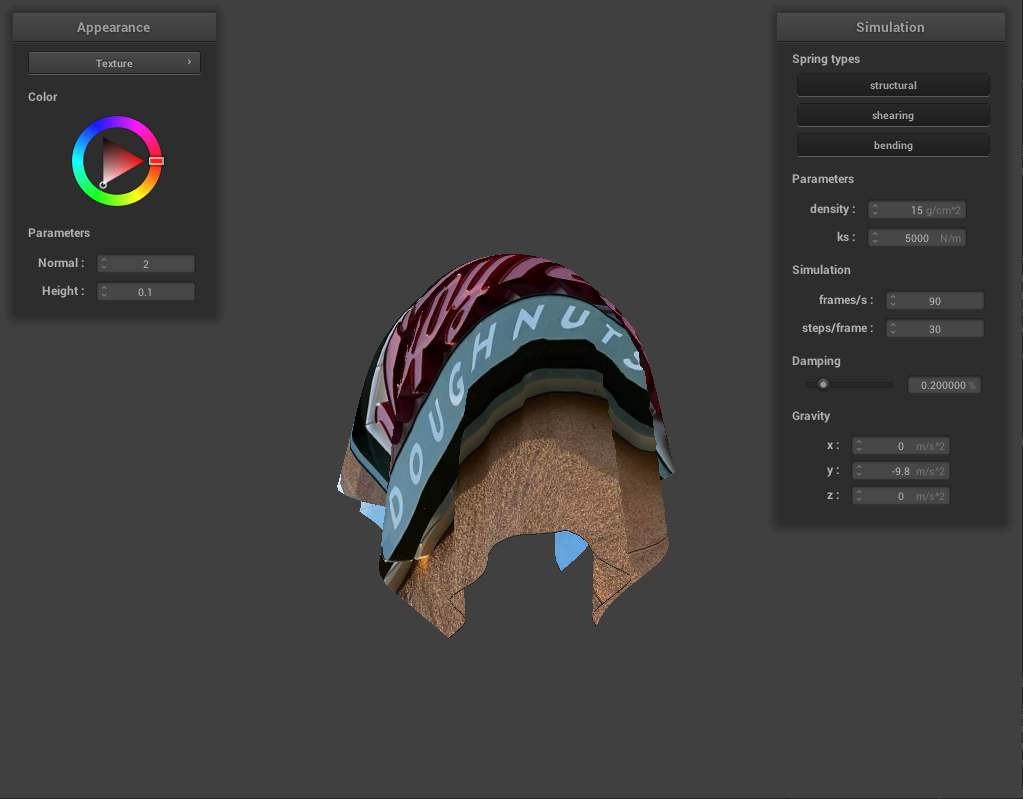 Appearance
Texture
Color
Parameters
Normal :
2
Height :
0.1
DOUGHNUTS
Simulation
Spring types
structural
shearing
bending
Parameters
density :
15 g/cm^2
ks :
5000 N/m
Simulation
frames/s :
90
steps/frame :
30
Damping
0.200000 %
Gravity
x :
0 m/s^2
y :
-9.8 m/s^2
z :
0 m/s^2